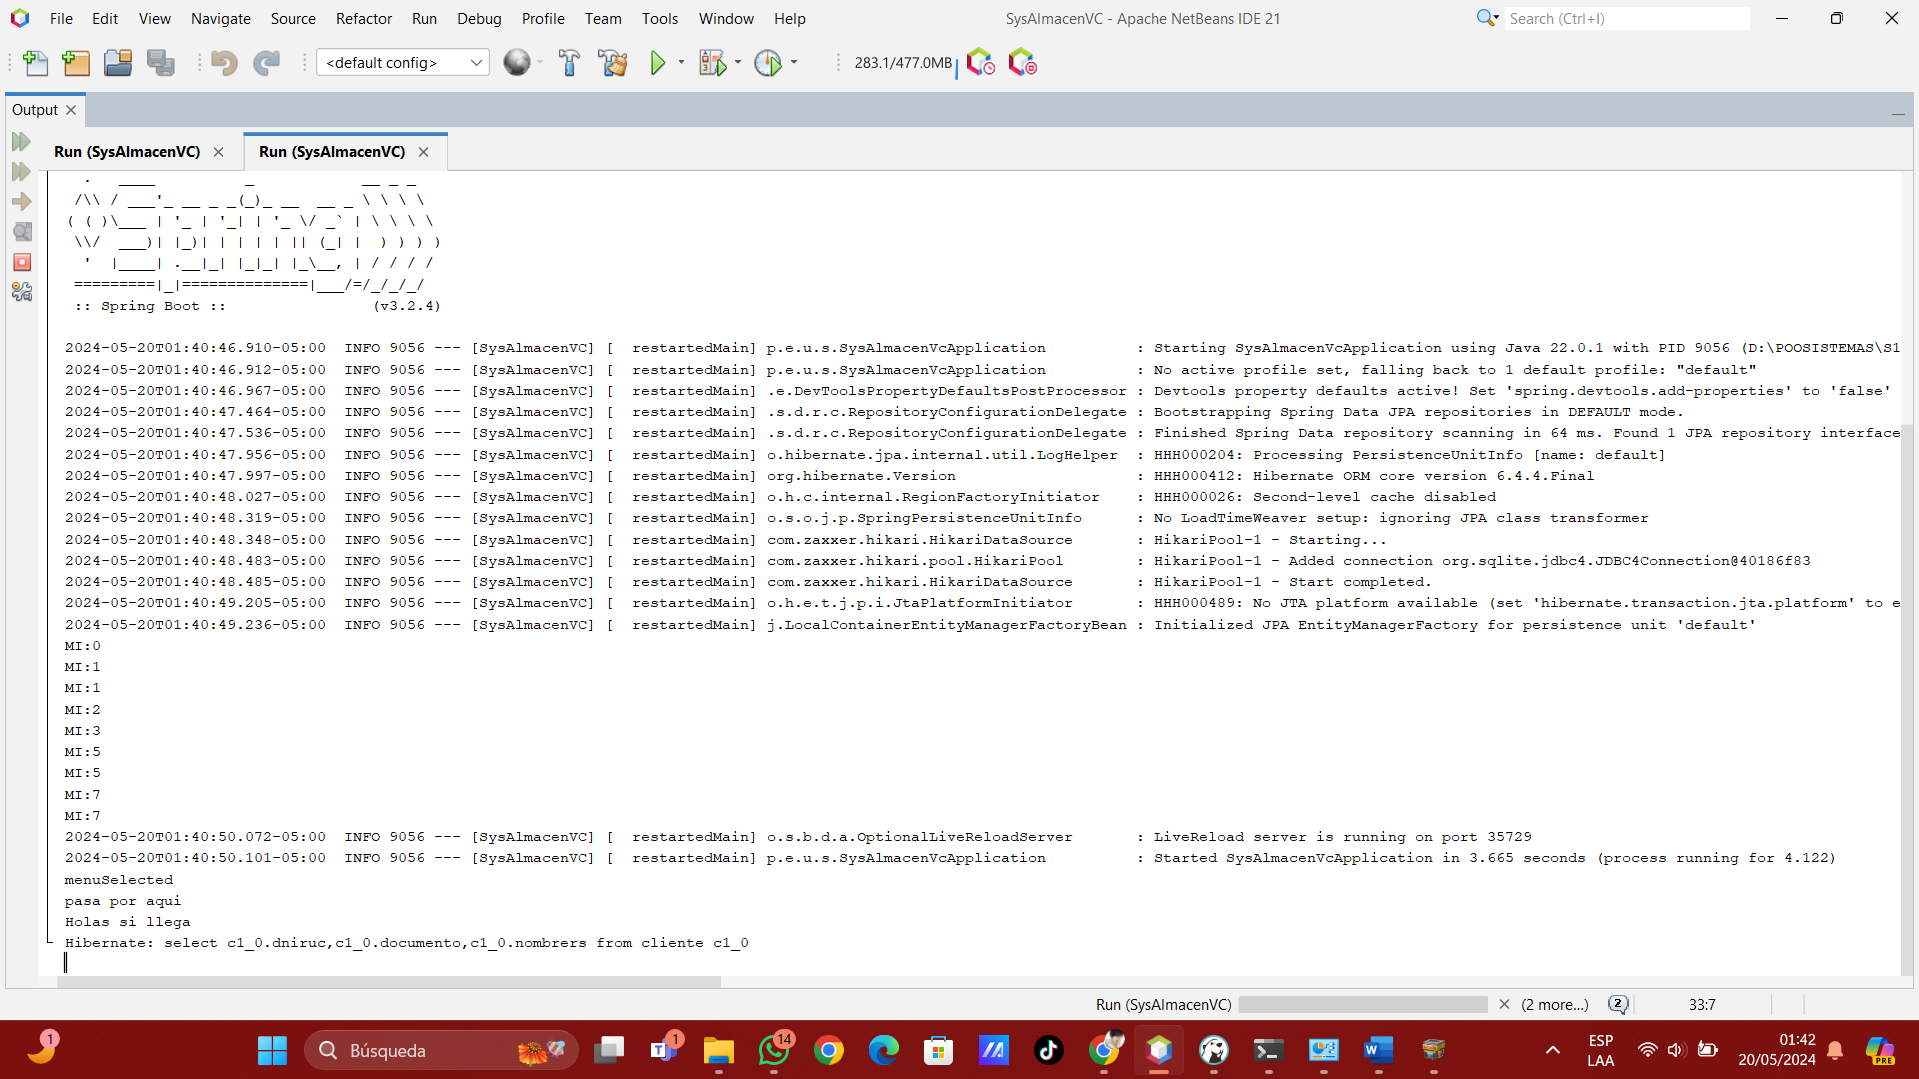 File Edit View Navigate Source Refactor Run Debug Profile Team Tools Window Help
SysAlmacenVC - Apache NetBeans IDE 21
Search (Ctrl+I)
<default config>
283.1/477.0MB
Output
Run (SysAlmacenVC)
Run (SysAlmacenVC)
:: Spring Boot :: (v3.2.4)
2024-05-20T01:40:46.910-05:00 INFO 9056 --- [SysAlmacenVC] [ restartedMain] p.e.u.s.SysAlmacenVcApplication : Starting SysAlmacenVcApplication using Java 22.0.1 with PID 9056 (D:\POOSISTEMAS\S1
2024-05-20T01:40:46.912-05:00 INFO 9056 --- [SysAlmacenVC] [ restartedMain] p.e.u.s.SysAlmacenVcApplication : No active profile set, falling back to 1 default profile: "default"
2024-05-20T01:40:46.967-05:00 INFO 9056 --- [SysAlmacenVC] [ restartedMain] .e.DevToolsPropertyDefaultsPostProcessor : Devtools property defaults active! Set 'spring.devtools.add-properties' to 'false'
2024-05-20T01:40:47.464-05:00 INFO 9056 --- [SysAlmacenVC] [ restartedMain] .s.d.r.c.RepositoryConfigurationDelegate : Bootstrapping Spring Data JPA repositories in DEFAULT mode.
2024-05-20T01:40:47.536-05:00 INFO 9056 --- [SysAlmacenVC] [ restartedMain] .s.d.r.c.RepositoryConfigurationDelegate : Finished Spring Data repository scanning in 64 ms. Found 1 JPA repository interface
2024-05-20T01:40:47.956-05:00 INFO 9056 --- [SysAlmacenVC] [ restartedMain] o.hibernate.jpa.internal.util.LogHelper : HHH000204: Processing PersistenceUnitInfo [name: default]
2024-05-20T01:40:47.997-05:00 INFO 9056 --- [SysAlmacenVC] [ restartedMain] org.hibernate.Version : HHH000412: Hibernate ORM core version 6.4.4.Final
2024-05-20T01:40:48.027-05:00 INFO 9056 --- [SysAlmacenVC] [ restartedMain] o.h.c.internal.RegionFactoryInitiator : HHH000026: Second-level cache disabled
2024-05-20T01:40:48.319-05:00 INFO 9056 --- [SysAlmacenVC] [ restartedMain] o.s.o.j.p.SpringPersistenceUnitInfo : No LoadTimeWeaver setup: ignoring JPA class transformer
2024-05-20T01:40:48.348-05:00 INFO 9056 --- [SysAlmacenVC] [ restartedMain] com.zaxxer.hikari.HikariDataSource : HikariPool-1 - Starting...
2024-05-20T01:40:48.483-05:00 INFO 9056 --- [SysAlmacenVC] [ restartedMain] com.zaxxer.hikari.pool.HikariPool : HikariPool-1 - Added connection org.sqlite.jdbc4.JDBC4Connection@40186f83
2024-05-20T01:40:48.485-05:00 INFO 9056 --- [SysAlmacenVC] [ restartedMain] com.zaxxer.hikari.HikariDataSource : HikariPool-1 - Start completed.
2024-05-20T01:40:49.205-05:00 INFO 9056 --- [SysAlmacenVC] [ restartedMain] o.h.e.t.j.p.i.JtaPlatformInitiator : HHH000489: No JTA platform available (set 'hibernate.transaction.jta.platform' to e
2024-05-20T01:40:49.236-05:00 INFO 9056 --- [SysAlmacenVC] [ restartedMain] j.LocalContainerEntityManagerFactoryBean : Initialized JPA EntityManagerFactory for persistence unit 'default'
MI:0
MI:1
MI:1
MI:2
MI:3
MI:5
MI:5
MI:7
MI:7
2024-05-20T01:40:50.072-05:00 INFO 9056 --- [SysAlmacenVC] [ restartedMain] o.s.b.d.a.OptionalLiveReloadServer : LiveReload server is running on port 35729
2024-05-20T01:40:50.101-05:00 INFO 9056 --- [SysAlmacenVC] [ restartedMain] p.e.u.s.SysAlmacenVcApplication : Started SysAlmacenVcApplication in 3.665 seconds (process running for 4.122)
menuSelected
pasa por aqui
Holas si llega
Hibernate: select c1_0.dniruc,c1_0.documento,c1_0.nombrers from cliente c1_0
Run (SysAlmacenVC) (2 more...) 2 33:7
1 Búsqueda 1 14 ESP LAA 01:42 20/05/2024 PRE